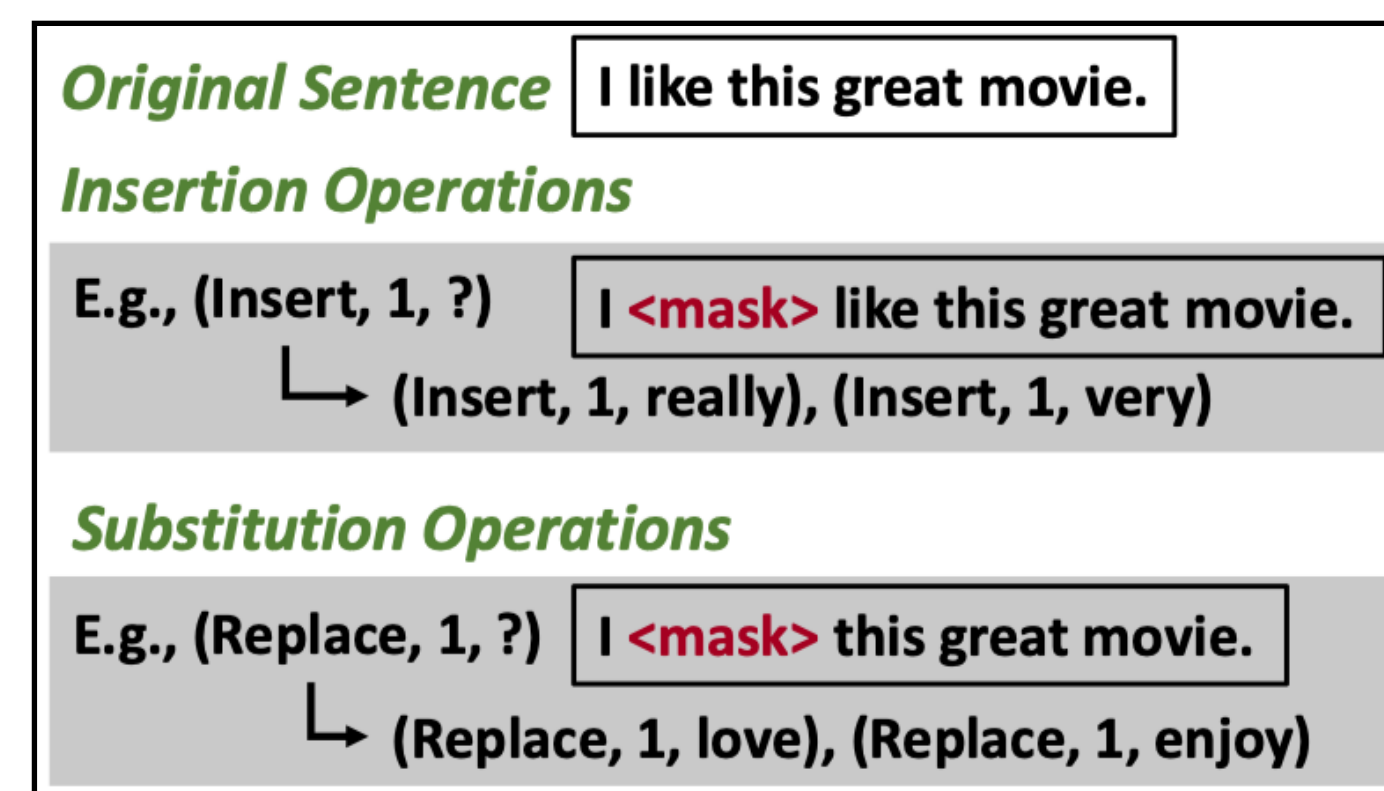 Original Sentence I like this great movie.
Insertion Operations
E.g., (Insert, 1, ?) I <mask> like this great movie.
(Insert, 1, really), (Insert, 1, very)
Substitution Operations
E.g., (Replace, 1, ?) I <mask> this great movie.
(Replace, 1, love), (Replace, 1, enjoy)